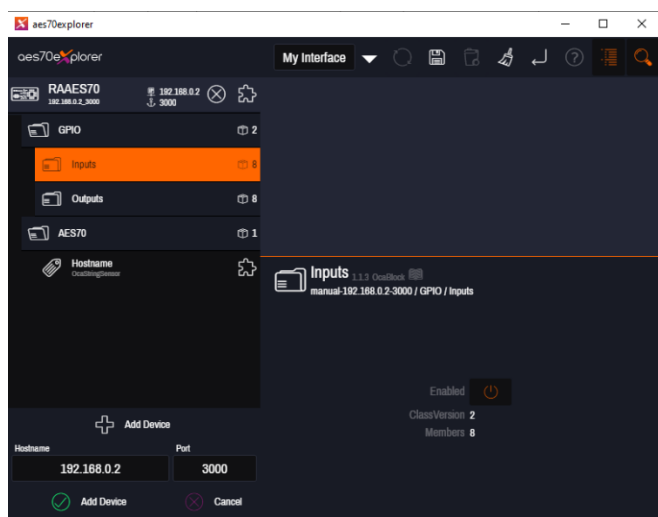 aes70explorer
aes70explorer
My Interface
RAAES70
192.168.0.2_3000
192.168.0.2
3000
GPIO
2
Inputs
8
Outputs
8
AES70
1
Hostname
OcaStringSensor
Inputs 1.1.3 OcaBlock
manual-192.168.0.2-3000 / GPIO / Inputs
Enabled
ClassVersion 2
Members 8
Add Device
Hostname
Port
192.168.0.2
3000
Add Device
Cancel